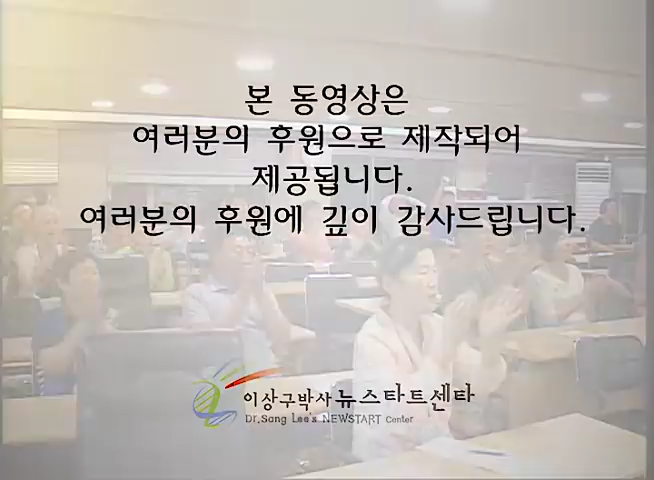 본 동영상은
여러분의 후원으로 제작되어
제공됩니다.
여러분의 후원에 깊이 감사드립니다.
이상구박사 뉴스타트센타
Dr.Sang Lee's NEWSTART Center